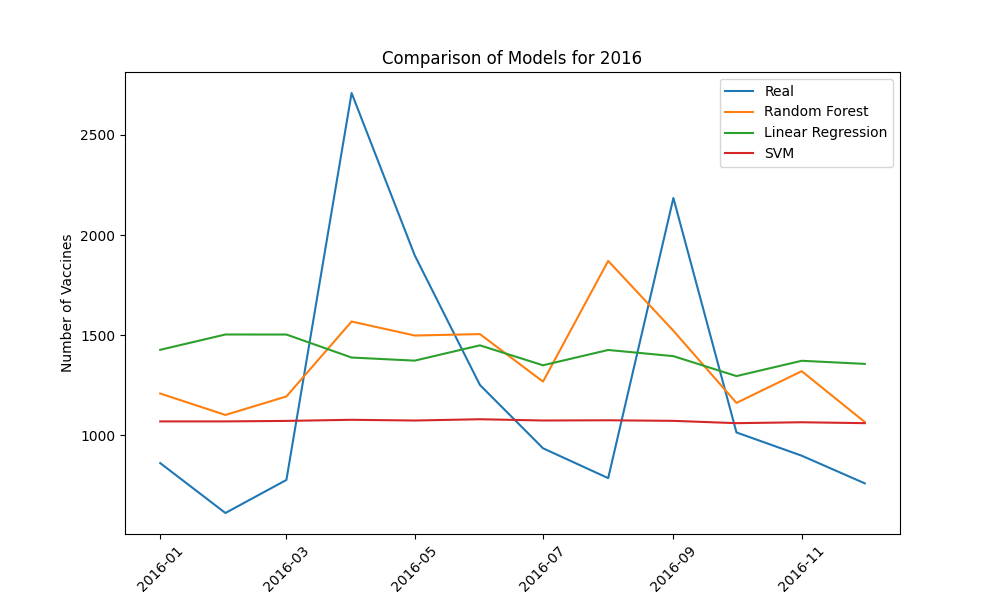 Comparison of Models for 2016
Real
Random Forest
Linear Regression
SVM
Number of Vaccines
2500
2000
1500
1000
2016-01
2016-03
2016-05
2016-07
2016-09
2016-11